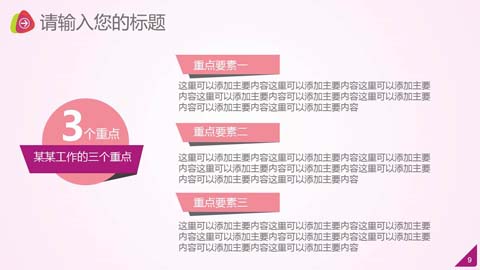 请输入您的标题
重点要素一
这里可以添加主要内容这里可以添加主要内容这里可以添加主要
内容这里可以添加主要内容可以添加主要内容这里可以添加主要
内容可以添加主要内容这里可以添加主要内容
3个重点
某某工作的三个重点
重点要素二
这里可以添加主要内容这里可以添加主要内容这里可以添加主要
内容这里可以添加主要内容可以添加主要内容这里可以添加主要
内容可以添加主要内容这里可以添加主要内容
重点要素三
这里可以添加主要内容这里可以添加主要内容这里可以添加主要
内容这里可以添加主要内容可以添加主要内容这里可以添加主要
内容可以添加主要内容这里可以添加主要内容
9